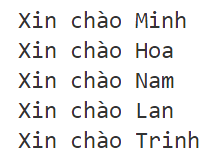 Xin chào Minh
Xin chào Hoa
Xin chào Nam
Xin chào Lan
Xin chào Trinh